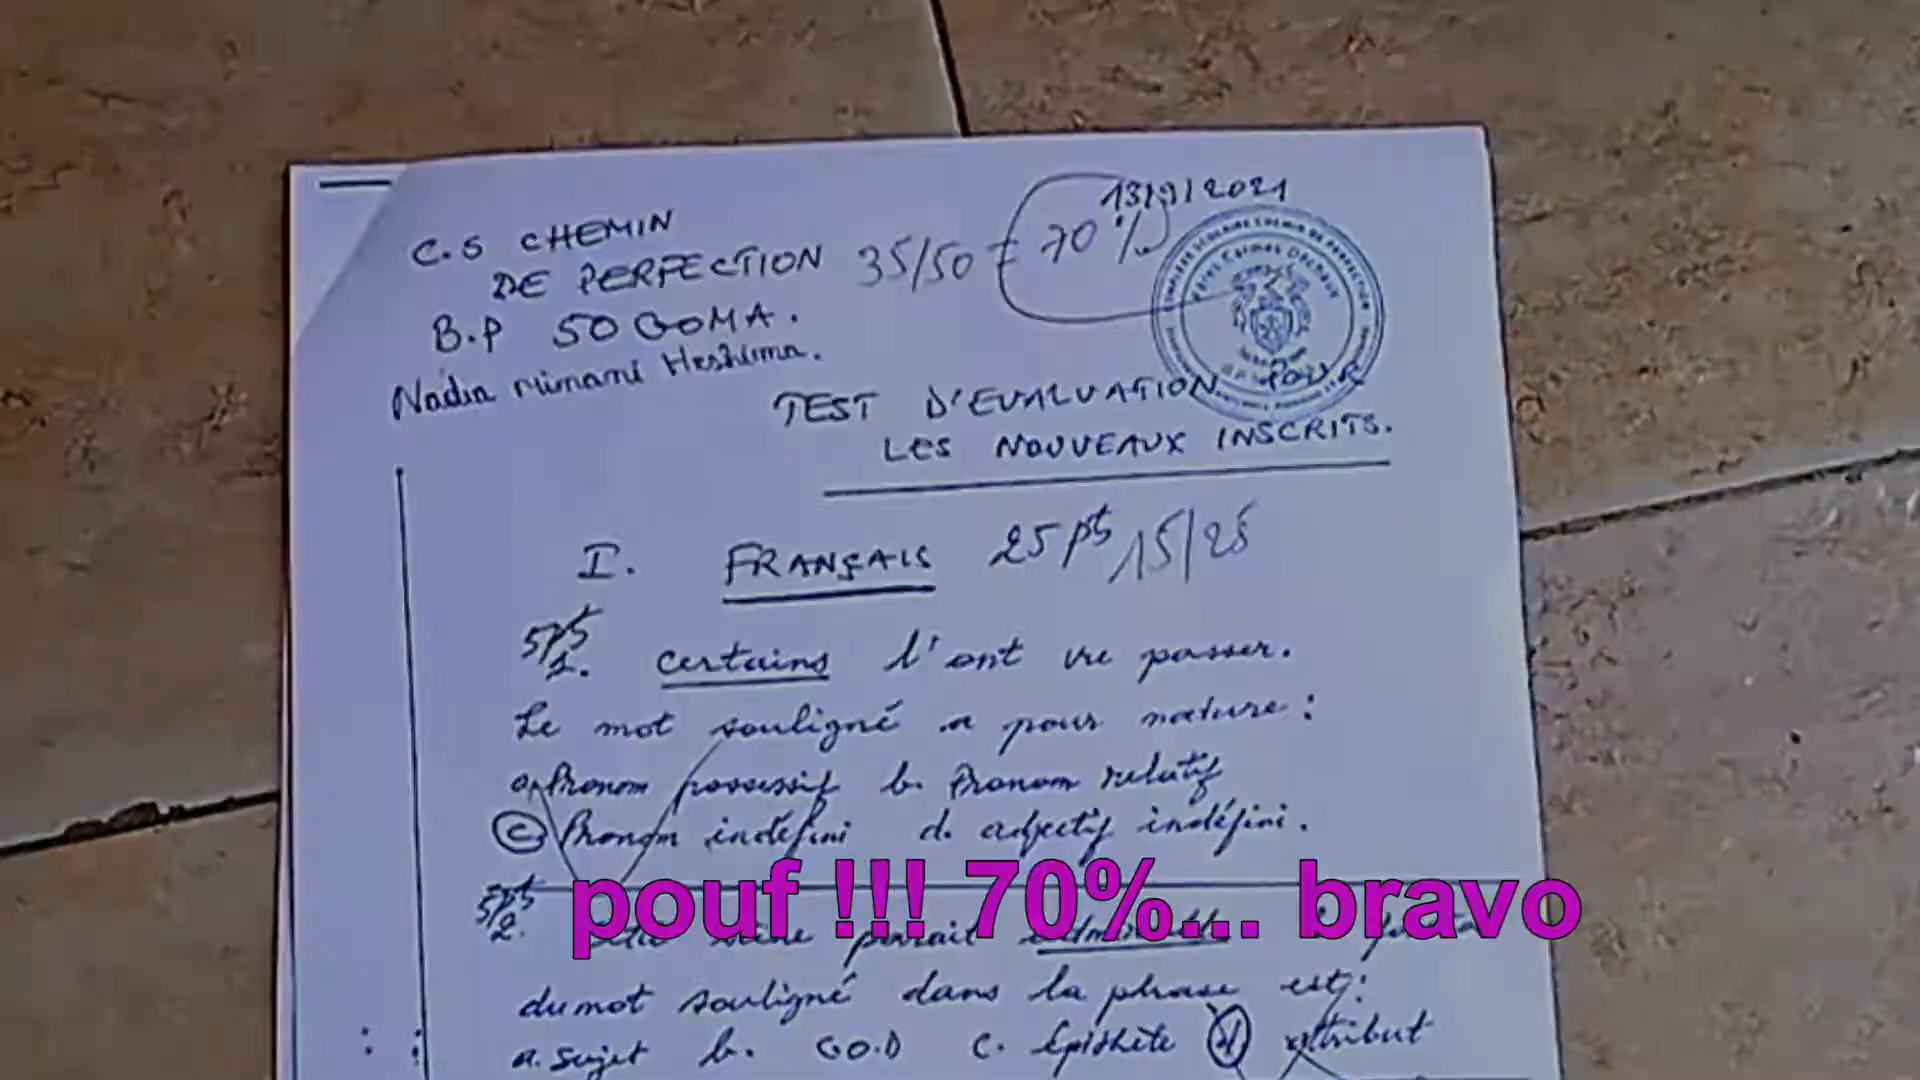 13/9/2021
C.S CHEMIN
DE PERFECTION 35/50 = 70%
B.P 50 GOMA.
Nadia Minani Heshima.
TEST D'EVALUATION POUR
LES NOUVEAUX INSCRITS.
I. FRANÇAIS 25 pts 15/25
5pts
1. Certains l'ont vu passer.
Le mot souligné a pour nature :
a. Pronom possessif b. Pronom relatif
c. Pronom indéfini d. adjectif indéfini.
pouf !!! 70%... bravo
5pts
2. paraît
du mot souligné dans la phrase est :
a. sujet b. C.O.D c. Epithète d. attribut